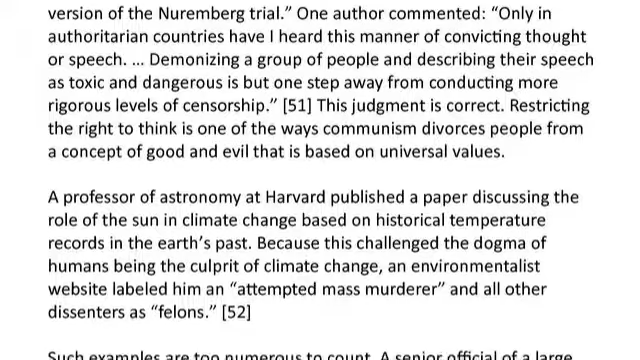 version of the Nuremberg trial.” One author commented: “Only in
authoritarian countries have I heard this manner of convicting thought
or speech. ... Demonizing a group of people and describing their speech
as toxic and dangerous is but one step away from conducting more
rigorous levels of censorship.” [51] This judgment is correct. Restricting
the right to think is one of the ways communism divorces people from
a concept of good and evil that is based on universal values.
A professor of astronomy at Harvard published a paper discussing the
role of the sun in climate change based on historical temperature
records in the earth’s past. Because this challenged the dogma of
humans being the culprit of climate change, an environmentalist
website labeled him an “attempted mass murderer” and all other
dissenters as “felons.” [52]
Such examples are too numerous to count. A senior official of a large